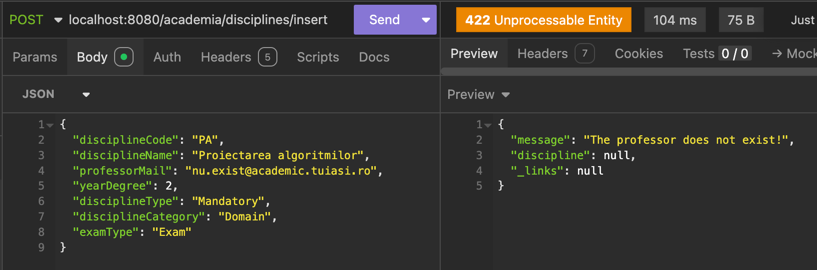 POST localhost:8080/academia/disciplines/insert Send
Params Body Auth Headers 5 Scripts Docs
JSON
1 {
2 "disciplineCode": "PA",
3 "disciplineName": "Proiectarea algoritmilor",
4 "professorMail": "nu.exist@academic.tuiasi.ro",
5 "yearDegree": 2,
6 "disciplineType": "Mandatory",
7 "disciplineCategory": "Domain",
8 "examType": "Exam"
9 }
422 Unprocessable Entity 104 ms 75 B Just
Preview Headers 7 Cookies Tests 0 / 0 → Mock
Preview
1 {
2 "message": "The professor does not exist!",
3 "discipline": null,
4 "_links": null
5 }